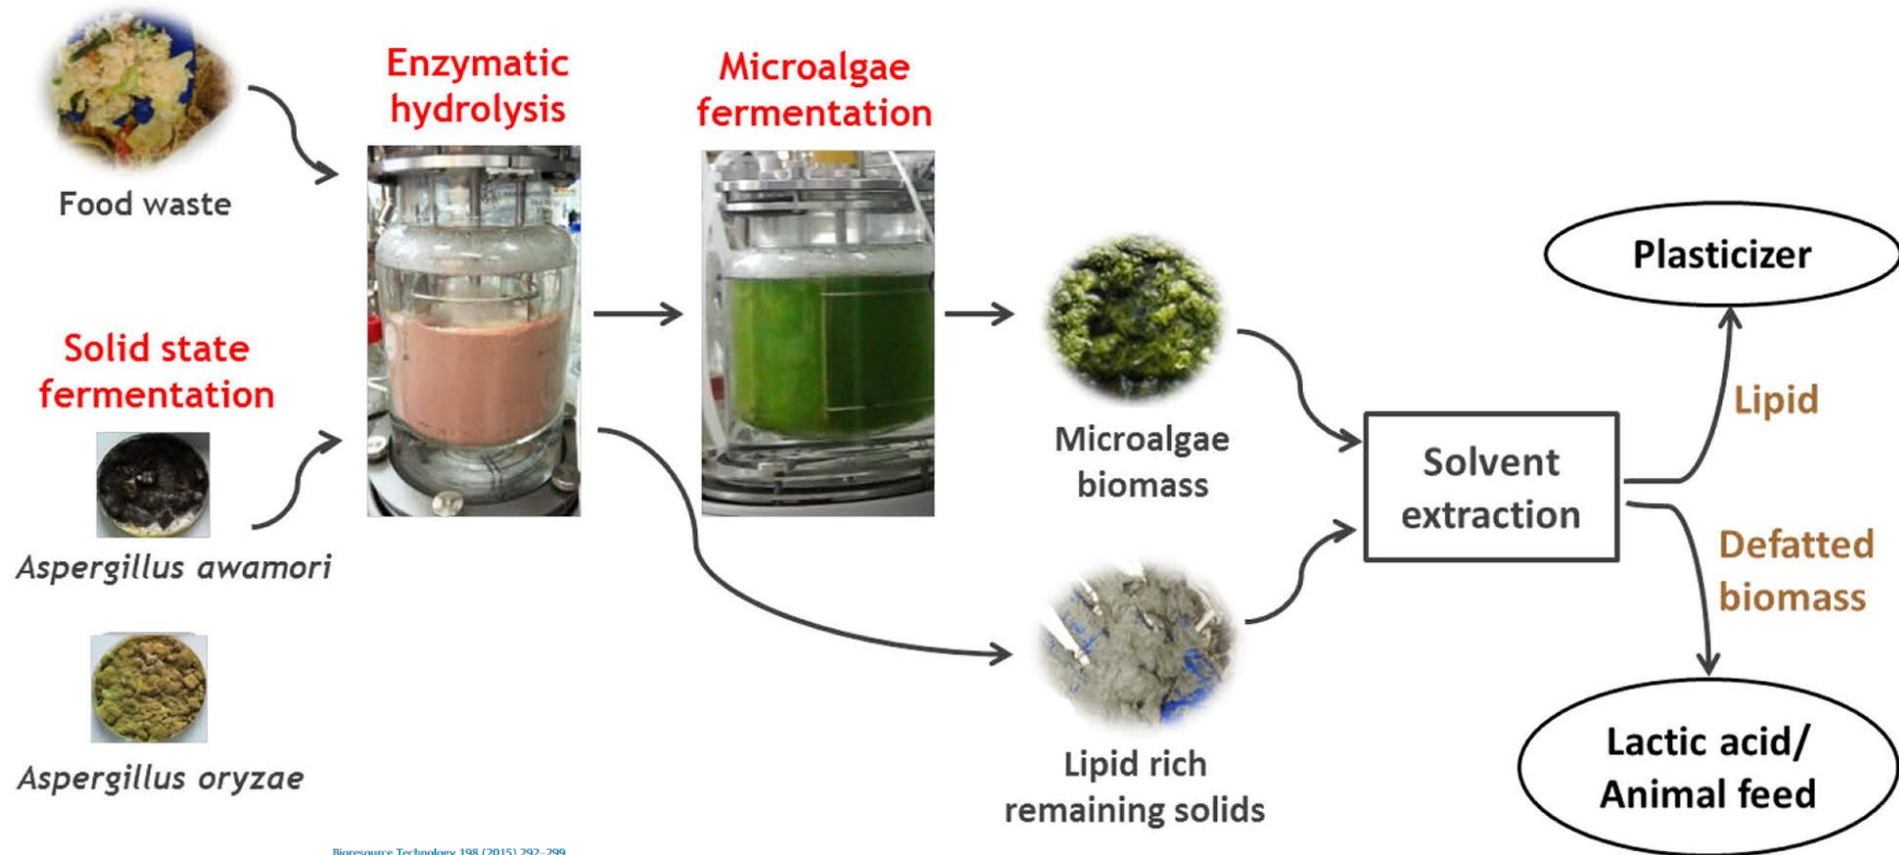 Food waste
Enzymatic
hydrolysis
Microalgae
fermentation
Solid state
fermentation
Aspergillus awamori
Aspergillus oryzae
Microalgae
biomass
Lipid rich
remaining solids
Solvent
extraction
Lipid
Plasticizer
Defatted
biomass
Lactic acid/
Animal feed
Bioresource Technology 198 (2015) 292–299